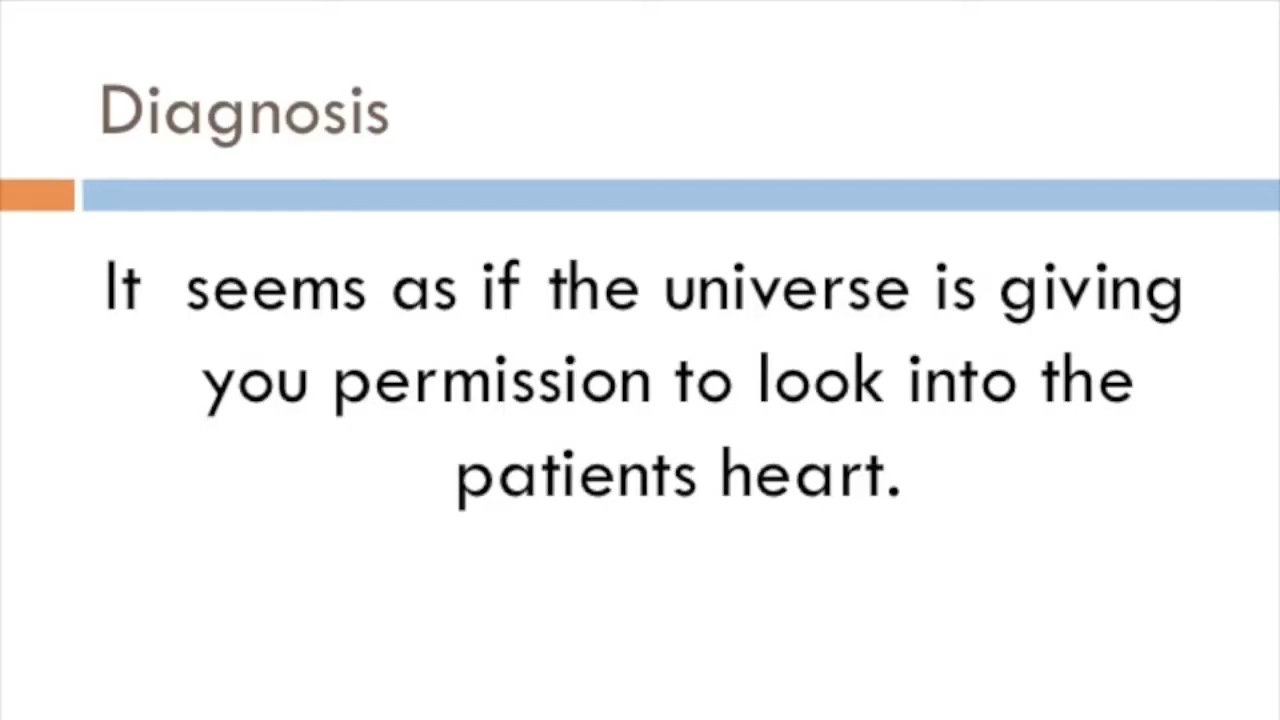 Diagnosis
It  seems as if the universe is giving
you permission to look into the
patients heart.